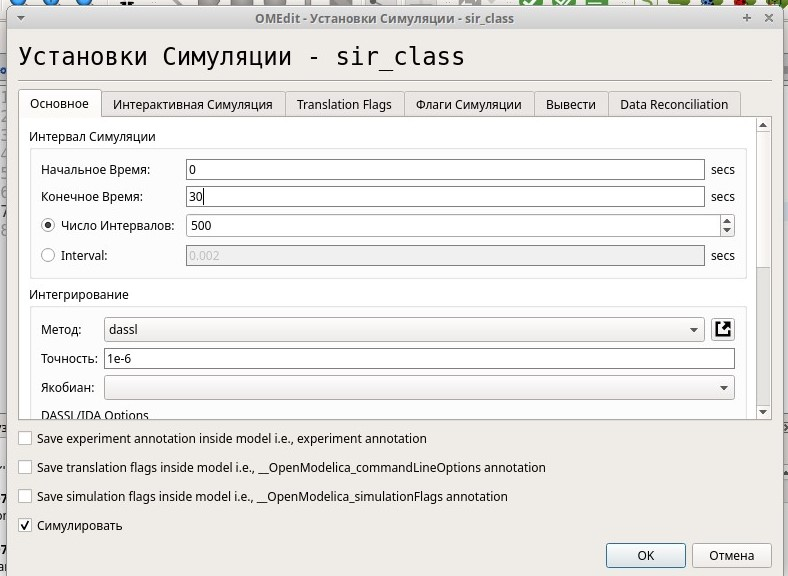 OMEdit - Установки Симуляции - sir_class
Установки Симуляции - sir_class
Основное Интерактивная Симуляция Translation Flags Флаги Симуляции Вывести Data Reconciliation
Интервал Симуляции
Начальное Время: 0 secs
Конечное Время: 30 secs
Число Интервалов: 500
Interval: 0.002 secs
Интегрирование
Метод: dassl
Точность: 1e-6
Якобиан:
DASSL/IDA Options
Save experiment annotation inside model i.e., experiment annotation
Save translation flags inside model i.e., __OpenModelica_commandLineOptions annotation
Save simulation flags inside model i.e., __OpenModelica_simulationFlags annotation
Симулировать
OK Отмена